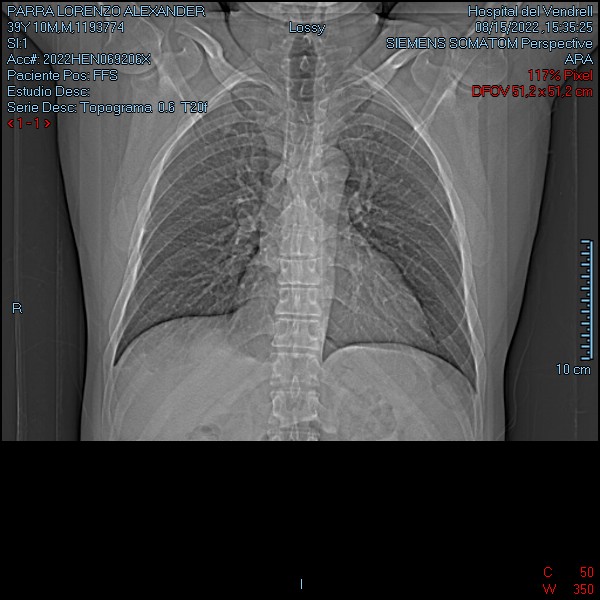 PARRA LORENZO ALEXANDER
39Y 10M,M,1193774
Sl:1
Acc#: 2022HEN069206X
Paciente Pos: FFS
Estudio Desc:
Serie Desc: Topograma 0.6 T20f
<1-1>
Lossy
Hospital del Vendrell
08/15/2022, 15:35:25
SIEMENS SOMATOM Perspective
ARA
117% Pixel
DFOV 51,2 x 51,2 cm
R
10 cm
I
C 50
W 350